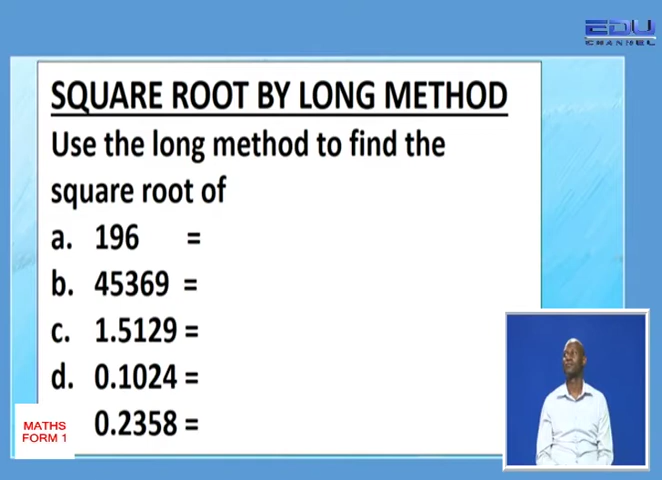 EDU
CHANNEL
SQUARE ROOT BY LONG METHOD
Use the long method to find the
square root of
a. 196 =
b. 45369 =
c. 1.5129 =
d. 0.1024 =
0.2358 =
MATHS
FORM 1